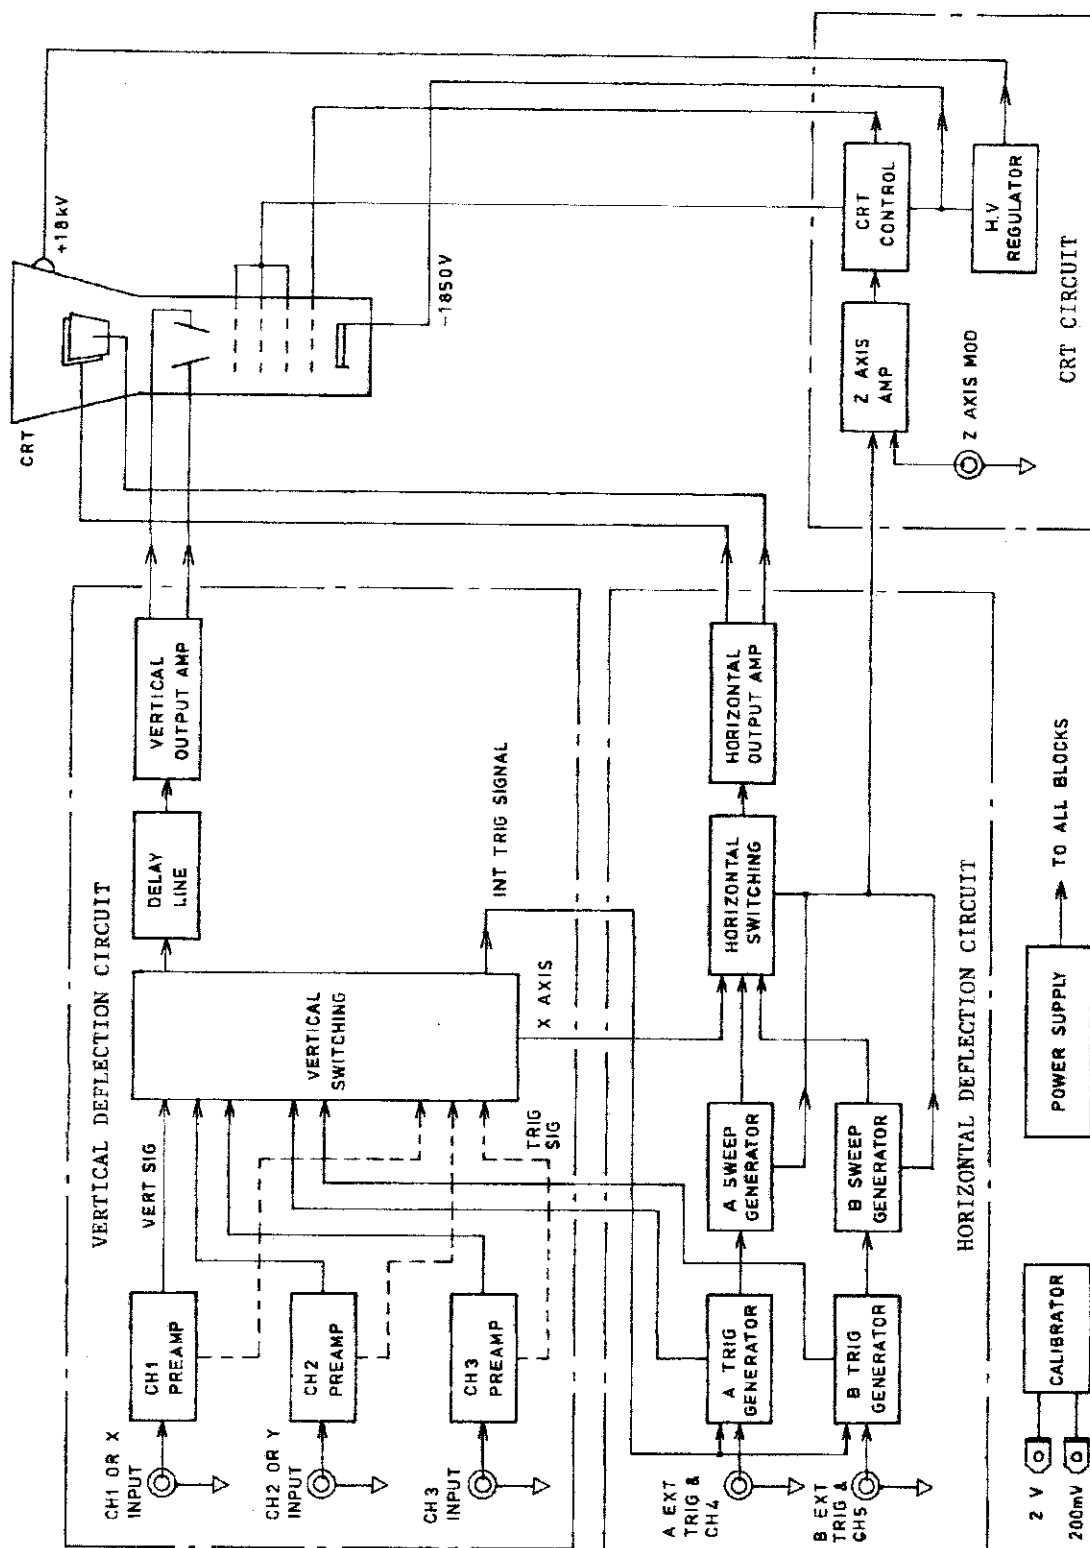 VERTICAL DEFLECTION CIRCUIT
CH1 OR X
INPUT
CH1
PREAMP
VERT SIG
CH2 OR Y
INPUT
CH2
PREAMP
CH3
INPUT
CH3
PREAMP
TRIG
SIG
VERTICAL
SWITCHING
DELAY
LINE
VERTICAL
OUTPUT AMP
INT TRIG SIGNAL
X AXIS
CRT
+18kV
-1850V
A EXT
TRIG &
CH4
A TRIG
GENERATOR
A SWEEP
GENERATOR
HORIZONTAL
SWITCHING
HORIZONTAL
OUTPUT AMP
B EXT
TRIG &
CH5
B TRIG
GENERATOR
B SWEEP
GENERATOR
HORIZONTAL DEFLECTION CIRCUIT
Z AXIS
AMP
CRT
CONTROL
Z AXIS MOD
H.V
REGULATOR
CRT CIRCUIT
2 V
200mV
CALIBRATOR
POWER SUPPLY
TO ALL BLOCKS